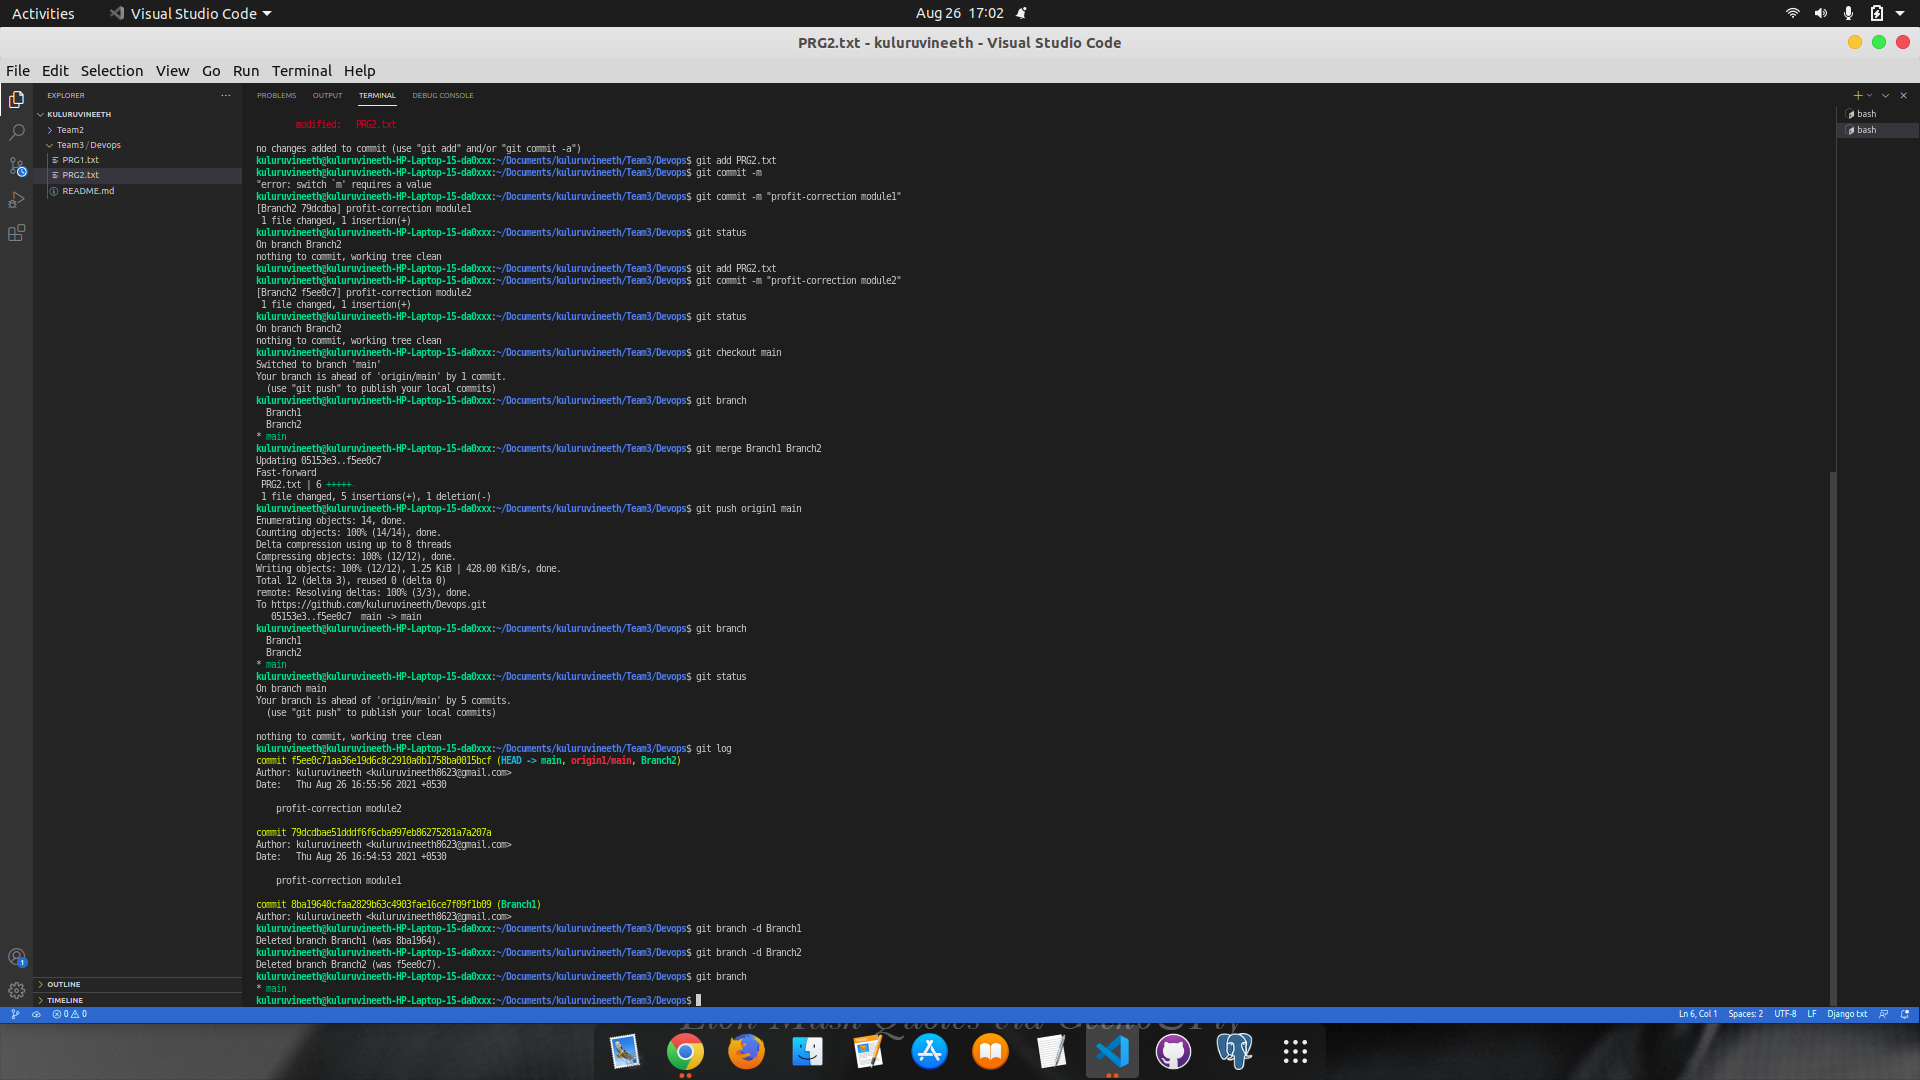 Activities
Visual Studio Code
Aug 26 17:02
PRG2.txt - kuluruvineeth - Visual Studio Code
File Edit Selection View Go Run Terminal Help
EXPLORER
KULURUVINEETH
Team2
Team3 / Devops
PRG1.txt
PRG2.txt
README.md
OUTLINE
TIMELINE
PROBLEMS OUTPUT TERMINAL DEBUG CONSOLE
bash
bash
modified: PRG2.txt
no changes added to commit (use "git add" and/or "git commit -a")
kuluruvineeth@kuluruvineeth-HP-Laptop-15-da0xxx:~/Documents/kuluruvineeth/Team3/Devops$ git add PRG2.txt
kuluruvineeth@kuluruvineeth-HP-Laptop-15-da0xxx:~/Documents/kuluruvineeth/Team3/Devops$ git commit -m
"error: switch `m' requires a value
kuluruvineeth@kuluruvineeth-HP-Laptop-15-da0xxx:~/Documents/kuluruvineeth/Team3/Devops$ git commit -m "profit-correction module1"
[Branch2 79dcdba] profit-correction module1
1 file changed, 1 insertion(+)
kuluruvineeth@kuluruvineeth-HP-Laptop-15-da0xxx:~/Documents/kuluruvineeth/Team3/Devops$ git status
On branch Branch2
nothing to commit, working tree clean
kuluruvineeth@kuluruvineeth-HP-Laptop-15-da0xxx:~/Documents/kuluruvineeth/Team3/Devops$ git add PRG2.txt
kuluruvineeth@kuluruvineeth-HP-Laptop-15-da0xxx:~/Documents/kuluruvineeth/Team3/Devops$ git commit -m "profit-correction module2"
[Branch2 f5ee0c7] profit-correction module2
1 file changed, 1 insertion(+)
kuluruvineeth@kuluruvineeth-HP-Laptop-15-da0xxx:~/Documents/kuluruvineeth/Team3/Devops$ git status
On branch Branch2
nothing to commit, working tree clean
kuluruvineeth@kuluruvineeth-HP-Laptop-15-da0xxx:~/Documents/kuluruvineeth/Team3/Devops$ git checkout main
Switched to branch 'main'
Your branch is ahead of 'origin/main' by 1 commit.
(use "git push" to publish your local commits)
kuluruvineeth@kuluruvineeth-HP-Laptop-15-da0xxx:~/Documents/kuluruvineeth/Team3/Devops$ git branch
Branch1
Branch2
* main
kuluruvineeth@kuluruvineeth-HP-Laptop-15-da0xxx:~/Documents/kuluruvineeth/Team3/Devops$ git merge Branch1 Branch2
Updating 05153e3..f5ee0c7
Fast-forward
PRG2.txt | 6 +++++-
1 file changed, 5 insertions(+), 1 deletion(-)
kuluruvineeth@kuluruvineeth-HP-Laptop-15-da0xxx:~/Documents/kuluruvineeth/Team3/Devops$ git push origin1 main
Enumerating objects: 14, done.
Counting objects: 100% (14/14), done.
Delta compression using up to 8 threads
Compressing objects: 100% (12/12), done.
Writing objects: 100% (12/12), 1.25 KiB | 428.00 KiB/s, done.
Total 12 (delta 3), reused 0 (delta 0)
remote: Resolving deltas: 100% (3/3), done.
To https://github.com/kuluruvineeth/Devops.git
05153e3..f5ee0c7 main -> main
kuluruvineeth@kuluruvineeth-HP-Laptop-15-da0xxx:~/Documents/kuluruvineeth/Team3/Devops$ git branch
Branch1
Branch2
* main
kuluruvineeth@kuluruvineeth-HP-Laptop-15-da0xxx:~/Documents/kuluruvineeth/Team3/Devops$ git status
On branch main
Your branch is ahead of 'origin/main' by 5 commits.
(use "git push" to publish your local commits)
nothing to commit, working tree clean
kuluruvineeth@kuluruvineeth-HP-Laptop-15-da0xxx:~/Documents/kuluruvineeth/Team3/Devops$ git log
commit f5ee0c71aa36e19d6c8c2910a0b1758ba0015bcf (HEAD -> main, origin1/main, Branch2)
Author: kuluruvineeth <kuluruvineeth8623@gmail.com>
Date: Thu Aug 26 16:55:56 2021 +0530
profit-correction module2
commit 79dcdbae51dddf6f6cba997eb86275281a7a207a
Author: kuluruvineeth <kuluruvineeth8623@gmail.com>
Date: Thu Aug 26 16:54:53 2021 +0530
profit-correction module1
commit 8ba19640cfaa2829b63c4903fae16ce7f09f1b09 (Branch1)
Author: kuluruvineeth <kuluruvineeth8623@gmail.com>
kuluruvineeth@kuluruvineeth-HP-Laptop-15-da0xxx:~/Documents/kuluruvineeth/Team3/Devops$ git branch -d Branch1
Deleted branch Branch1 (was 8ba1964).
kuluruvineeth@kuluruvineeth-HP-Laptop-15-da0xxx:~/Documents/kuluruvineeth/Team3/Devops$ git branch -d Branch2
Deleted branch Branch2 (was f5ee0c7).
kuluruvineeth@kuluruvineeth-HP-Laptop-15-da0xxx:~/Documents/kuluruvineeth/Team3/Devops$ git branch
* main
kuluruvineeth@kuluruvineeth-HP-Laptop-15-da0xxx:~/Documents/kuluruvineeth/Team3/Devops$
0 0
Ln 6, Col 1 Spaces: 2 UTF-8 LF Django txt